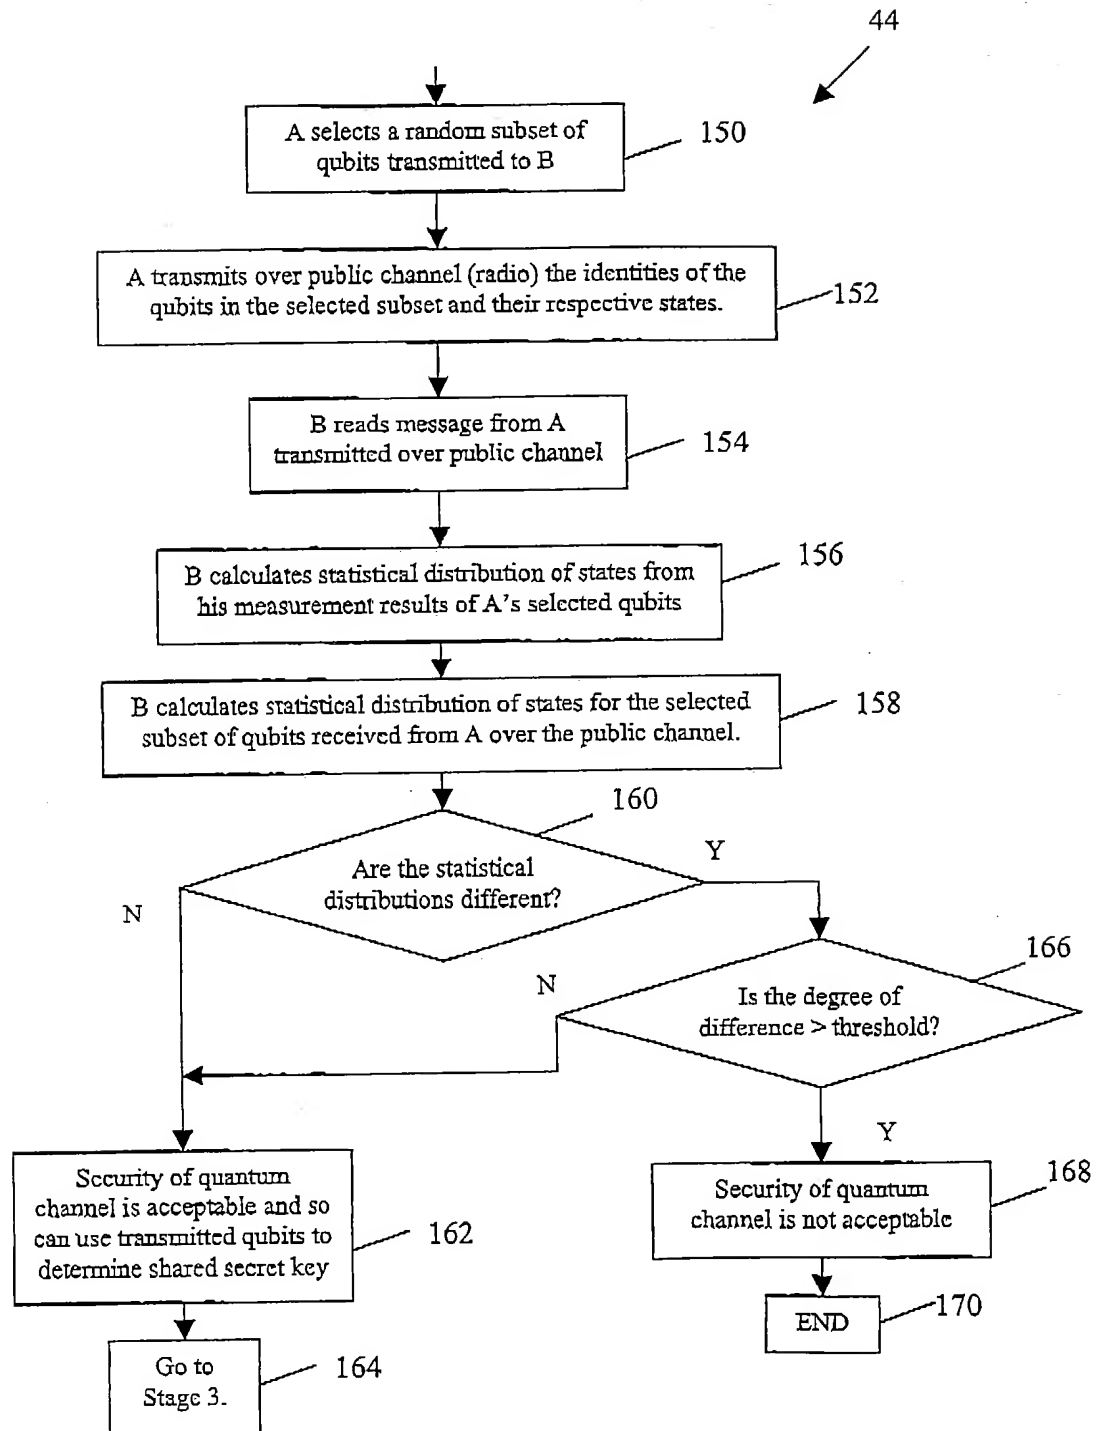 44
A selects a random subset of
qubits transmitted to B
150
A transmits over public channel (radio) the identities of the
qubits in the selected subset and their respective states.
152
B reads message from A
transmitted over public channel
154
B calculates statistical distribution of states from
his measurement results of A's selected qubits
156
B calculates statistical distribution of states for the selected
subset of qubits received from A over the public channel.
158
160
Are the statistical
distributions different?
Y
N
166
N
Is the degree of
difference > threshold?
Y
Security of quantum
channel is acceptable and so
can use transmitted qubits to
determine shared secret key
162
Security of quantum
channel is not acceptable
168
END
170
Go to
Stage 3.
164